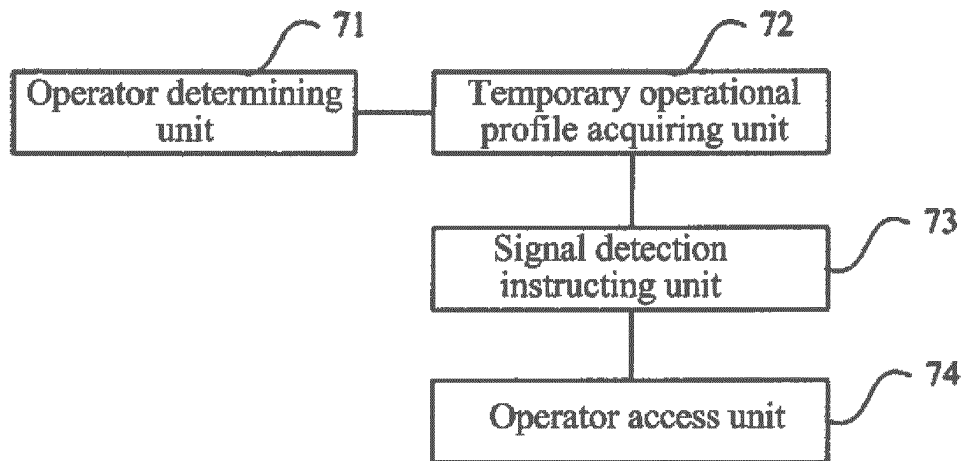 71
72
Operator determining
unit
Temporary operational
profile acquiring unit
73
Signal detection
instructing unit
74
Operator access unit